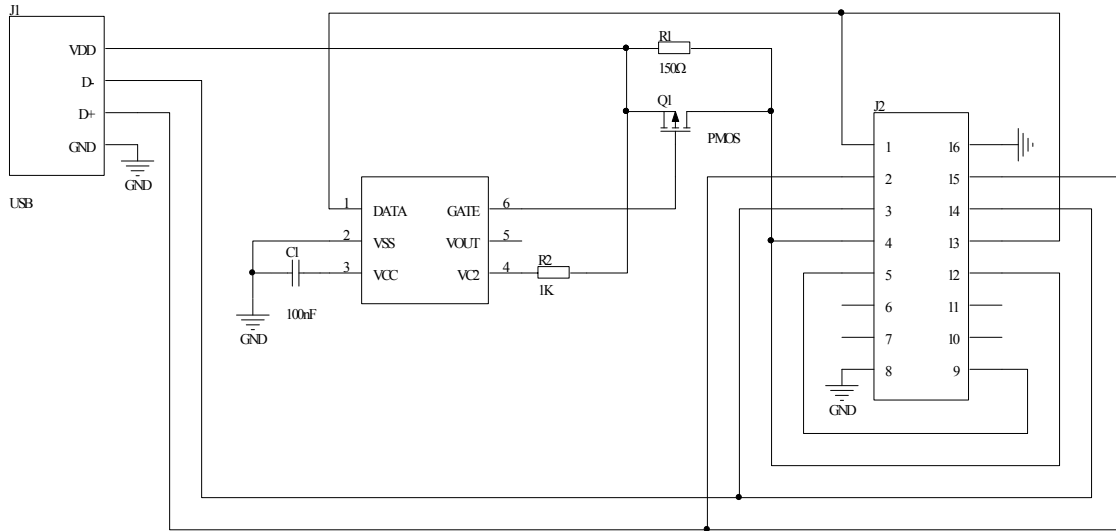 J1
VDD
D-
D+
GND
GND
USB
R1
150Ω
Q1
PMOS
1 DATA GATE 6
2 VSS VOUT 5
3 VCC VC2 4
C1
100nF
GND
R2
1K
J2
1 16
2 15
3 14
4 13
5 12
6 11
7 10
8 9
GND